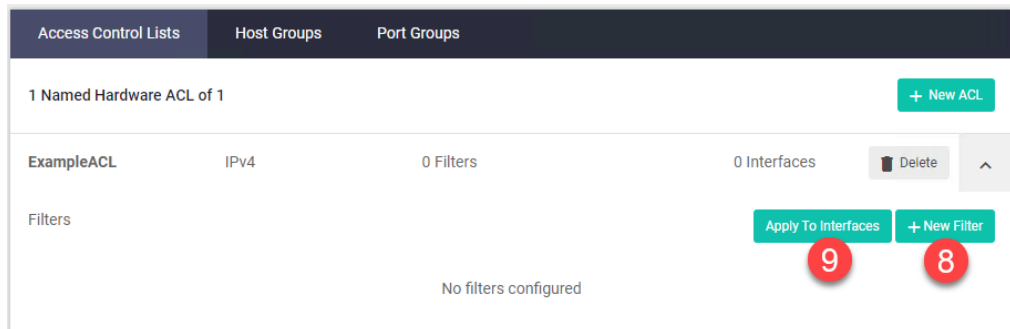 Access Control Lists Host Groups Port Groups
1 Named Hardware ACL of 1 + New ACL
ExampleACL IPv4 0 Filters 0 Interfaces Delete
Filters Apply To Interfaces + New Filter
9 8
No filters configured